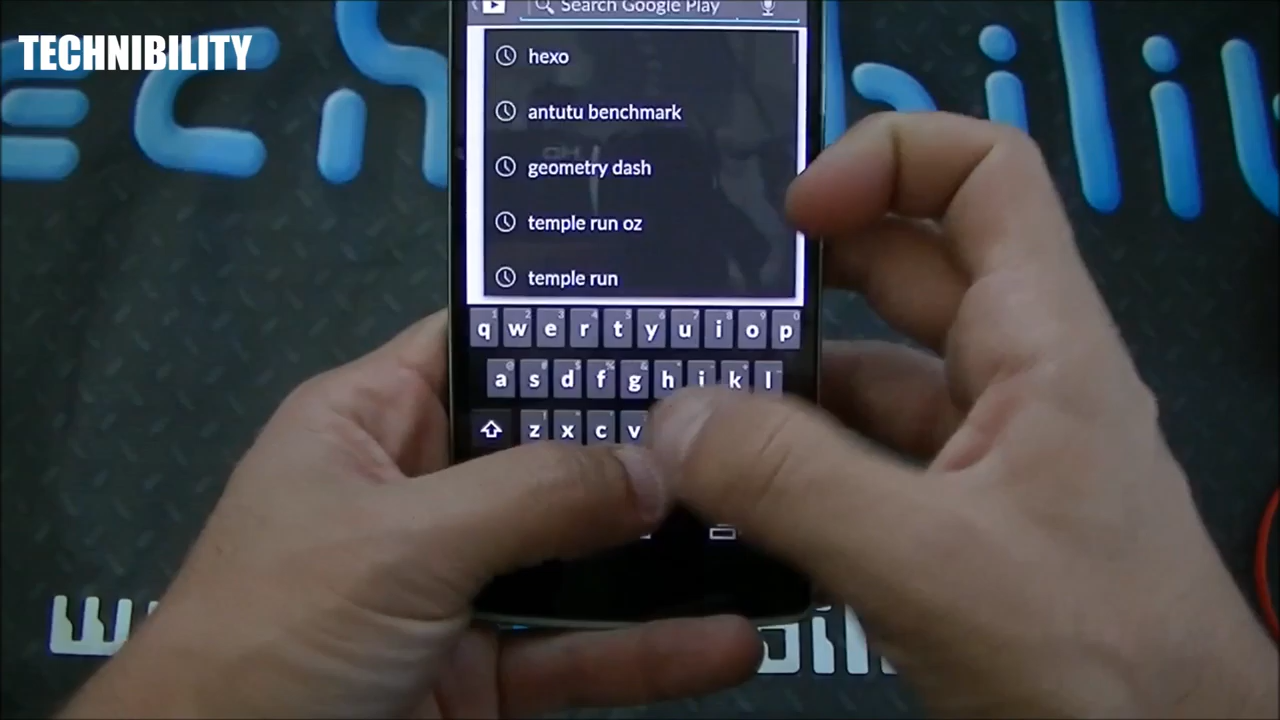 TECHNIBILITY
Search Google Play
hexo
antutu benchmark
geometry dash
temple run oz
temple run
q w e r t y u i o p
a s d f g h j k l
z x c v